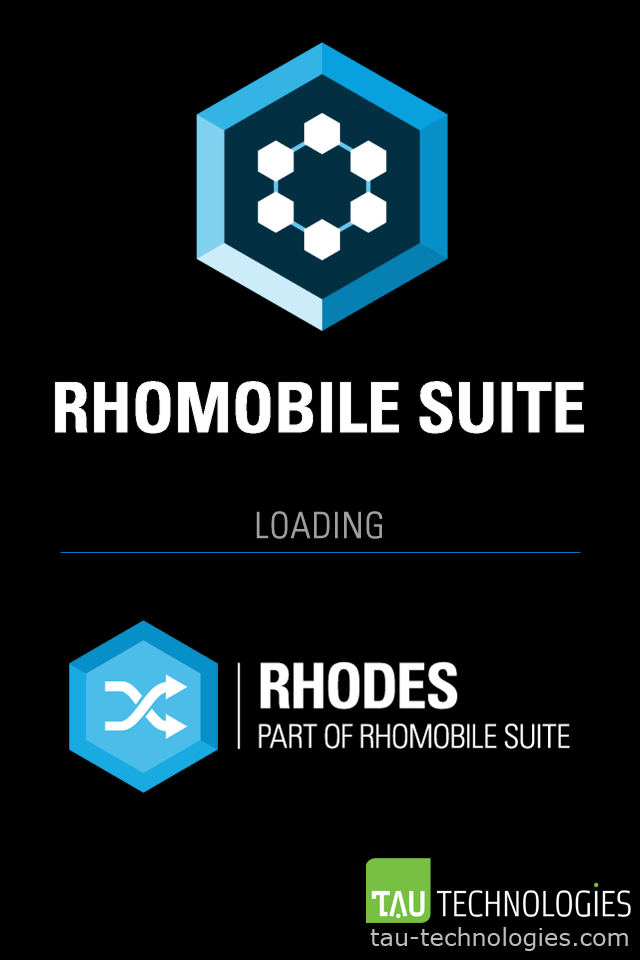 RHOMOBILE SUITE
LOADING
RHODES
PART OF RHOMOBILE SUITE
TAU TECHNOLOGIES
tau-technologies.com